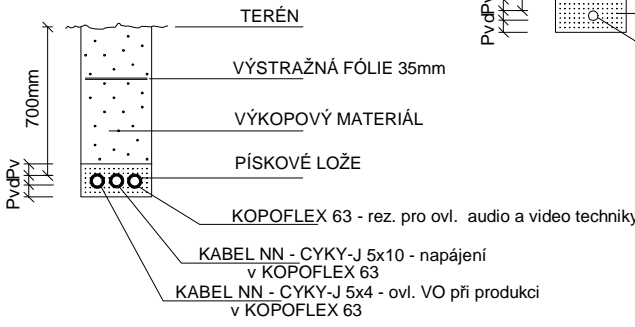 TERÉN
VÝSTRAŽNÁ FÓLIE 35mm
700mm
VÝKOPOVÝ MATERIÁL
PÍSKOVÉ LOŽE
PvdPv
KOPOFLEX 63 - rez. pro ovl. audio a video techniky
KABEL NN - CYKY-J 5x10 - napájení
v KOPOFLEX 63
KABEL NN - CYKY-J 5x4 - ovl. VO při produkci
v KOPOFLEX 63
PvdPv